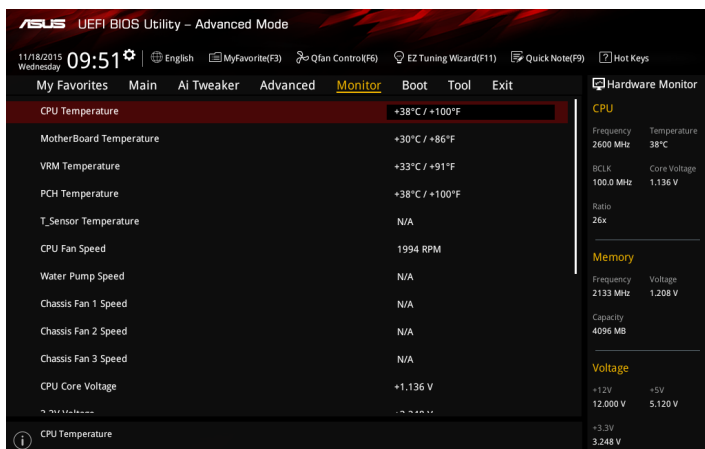 ASUS UEFI BIOS Utility – Advanced Mode
11/18/2015 Wednesday 09:51 English MyFavorite(F3) Qfan Control(F6) EZ Tuning Wizard(F11) Quick Note(F9) ? Hot Keys
My Favorites Main Ai Tweaker Advanced Monitor Boot Tool Exit
CPU Temperature +38°C / +100°F
MotherBoard Temperature +30°C / +86°F
VRM Temperature +33°C / +91°F
PCH Temperature +38°C / +100°F
T_Sensor Temperature N/A
CPU Fan Speed 1994 RPM
Water Pump Speed N/A
Chassis Fan 1 Speed N/A
Chassis Fan 2 Speed N/A
Chassis Fan 3 Speed N/A
CPU Core Voltage +1.136 V
3.3V Voltage +3.248 V
CPU Temperature
Hardware Monitor
CPU
Frequency Temperature
2600 MHz 38°C
BCLK Core Voltage
100.0 MHz 1.136 V
Ratio
26x
Memory
Frequency Voltage
2133 MHz 1.208 V
Capacity
4096 MB
Voltage
+12V +5V
12.000 V 5.120 V
+3.3V
3.248 V